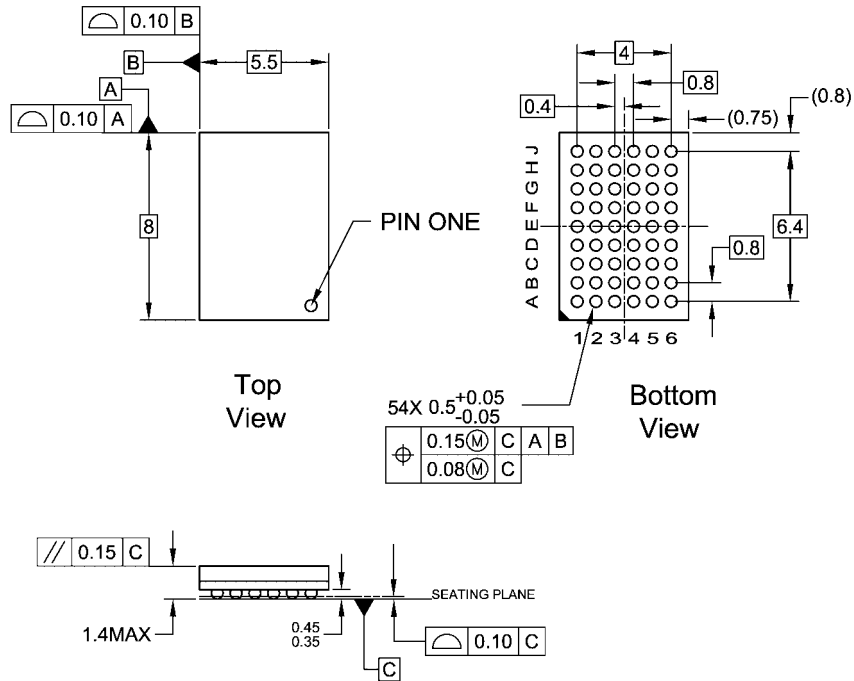 0.10 B
B
5.5
A
0.10 A
8
PIN ONE
Top
View
4
0.8
0.4
(0.75)
(0.8)
J
H
G
F
E
D
C
B
A
6.4
0.8
1 2 3 4 5 6
54X 0.5 +0.05
-0.05
0.15 Ⓜ C A B
0.08 Ⓜ C
Bottom
View
// 0.15 C
1.4MAX
0.45
0.35
SEATING PLANE
0.10 C
C